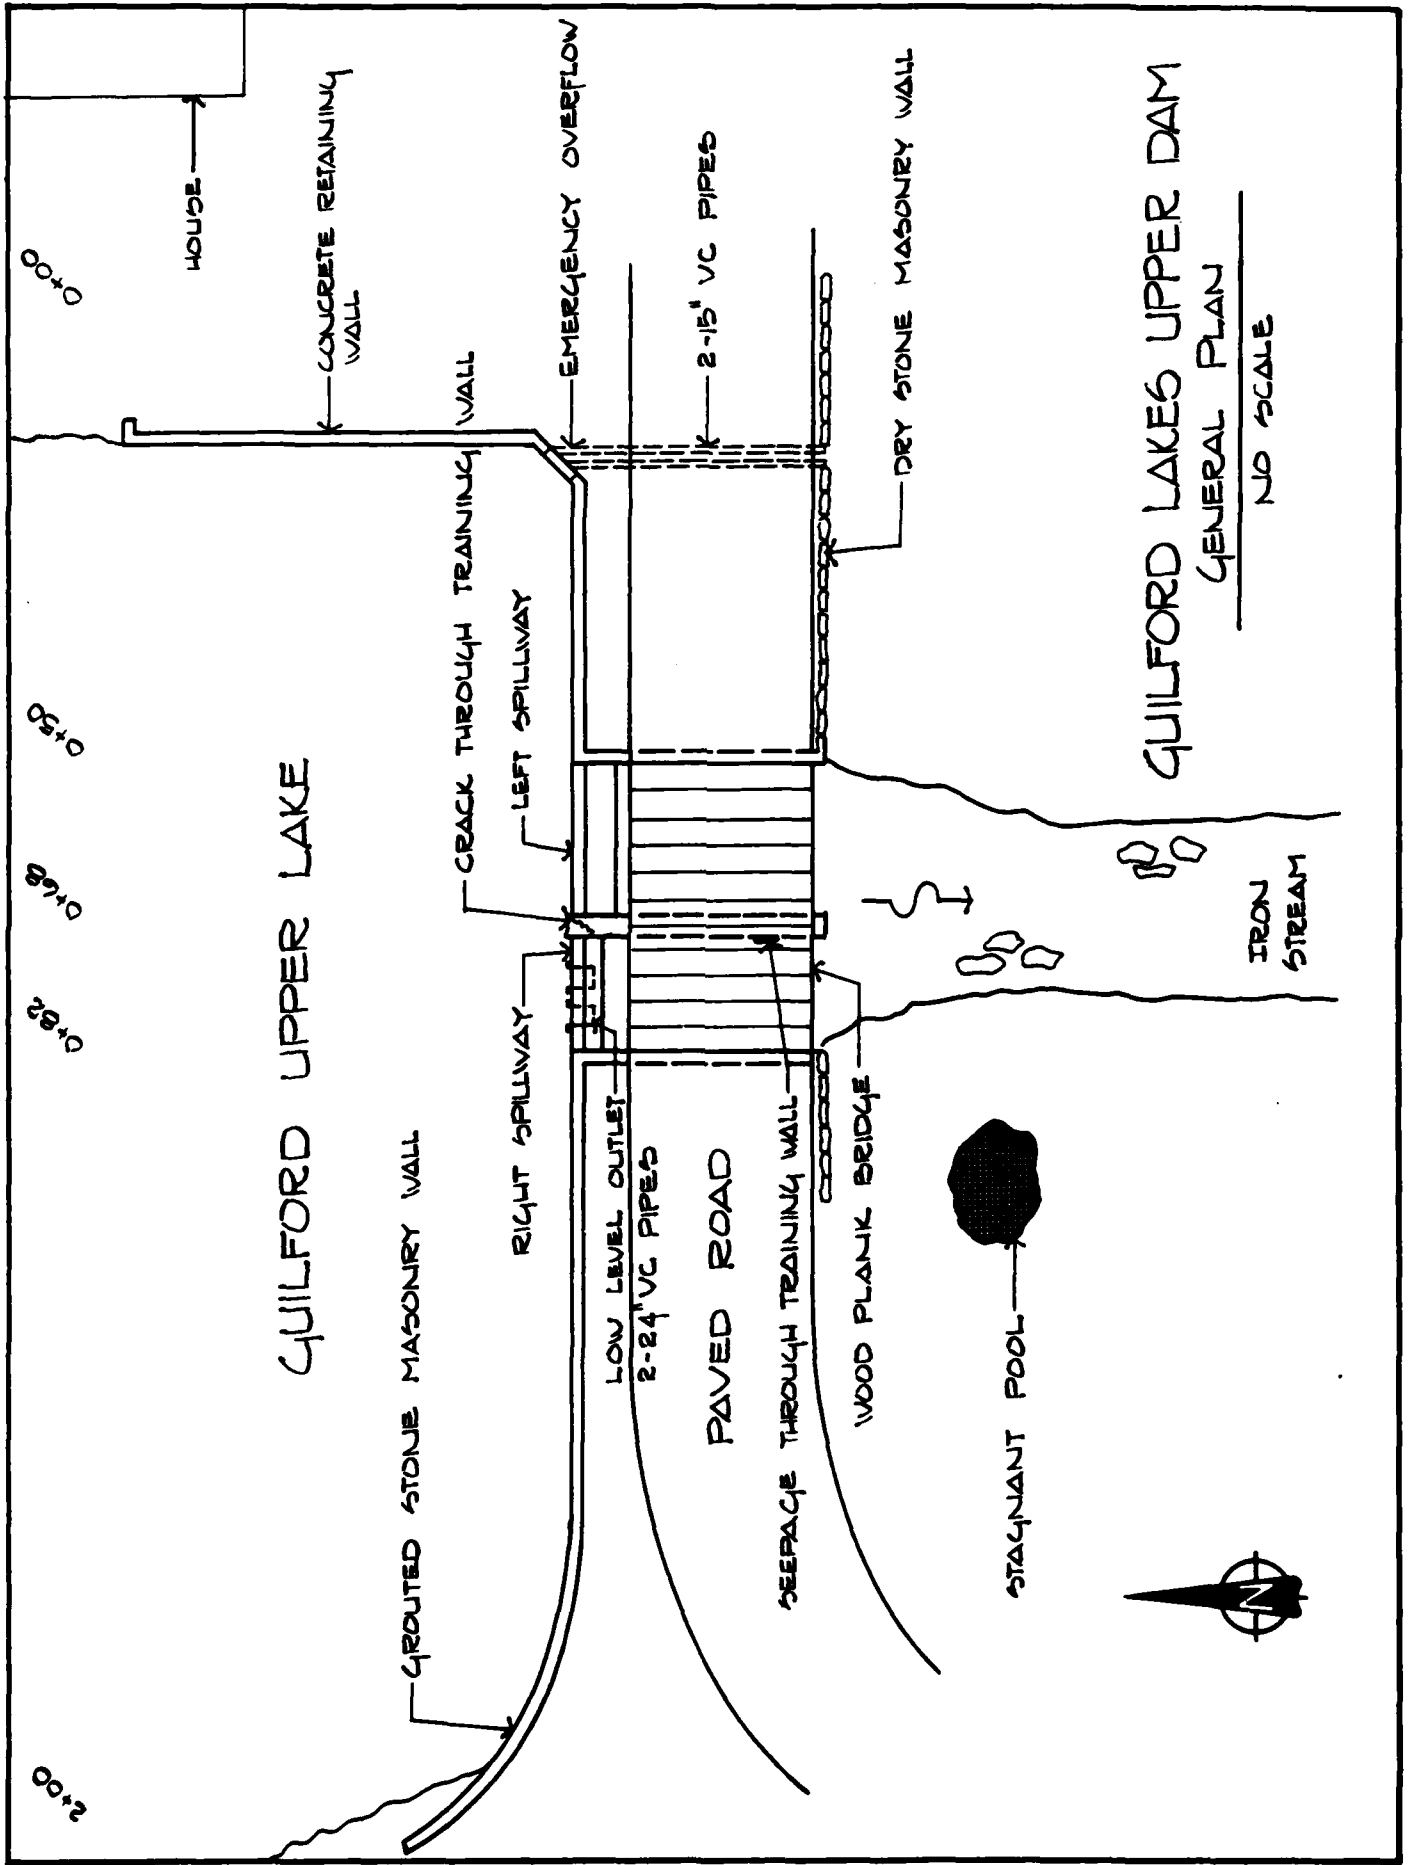 2+00
0+82
0+68
0+50
0+00
HOUSE
GUILFORD UPPER LAKE
CONCRETE RETAINING
WALL
GROUTED STONE MASONRY WALL
CRACK THROUGH TRAINING WALL
RIGHT SPILLWAY
LEFT SPILLWAY
EMERGENCY OVERFLOW
LOW LEVEL OUTLET
2-24" VC PIPES
PAVED ROAD
2-15" VC PIPES
SEEPAGE THROUGH TRAINING WALL
WOOD PLANK BRIDGE
DRY STONE MASONRY WALL
STAGNANT POOL
N
IRON
STREAM
GUILFORD LAKES UPPER DAM
GENERAL PLAN
NO SCALE